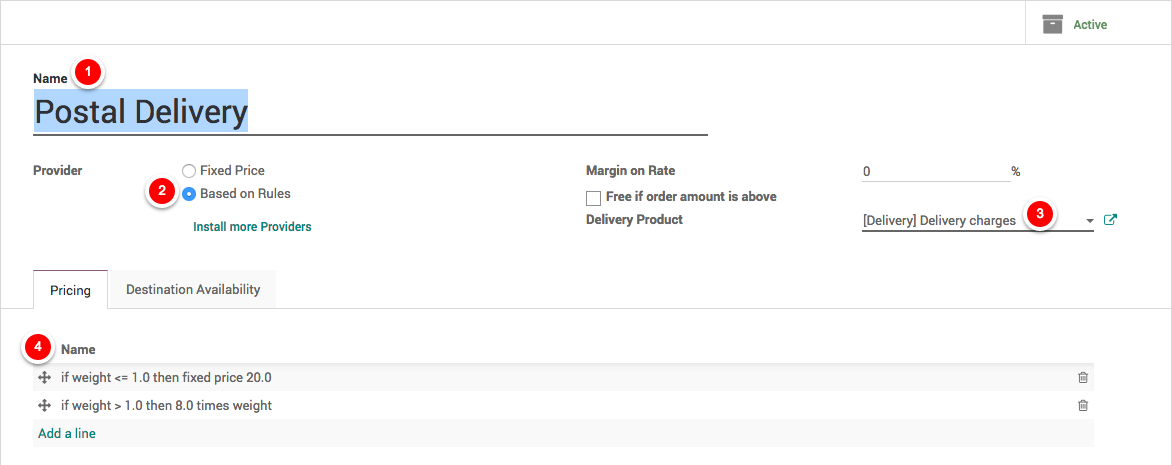 Active
Name 1
Postal Delivery
Provider
Fixed Price
2 Based on Rules
Install more Providers
Margin on Rate 0 %
Free if order amount is above
Delivery Product [Delivery] Delivery charges 3
Pricing Destination Availability
4 Name
if weight <= 1.0 then fixed price 20.0
if weight > 1.0 then 8.0 times weight
Add a line